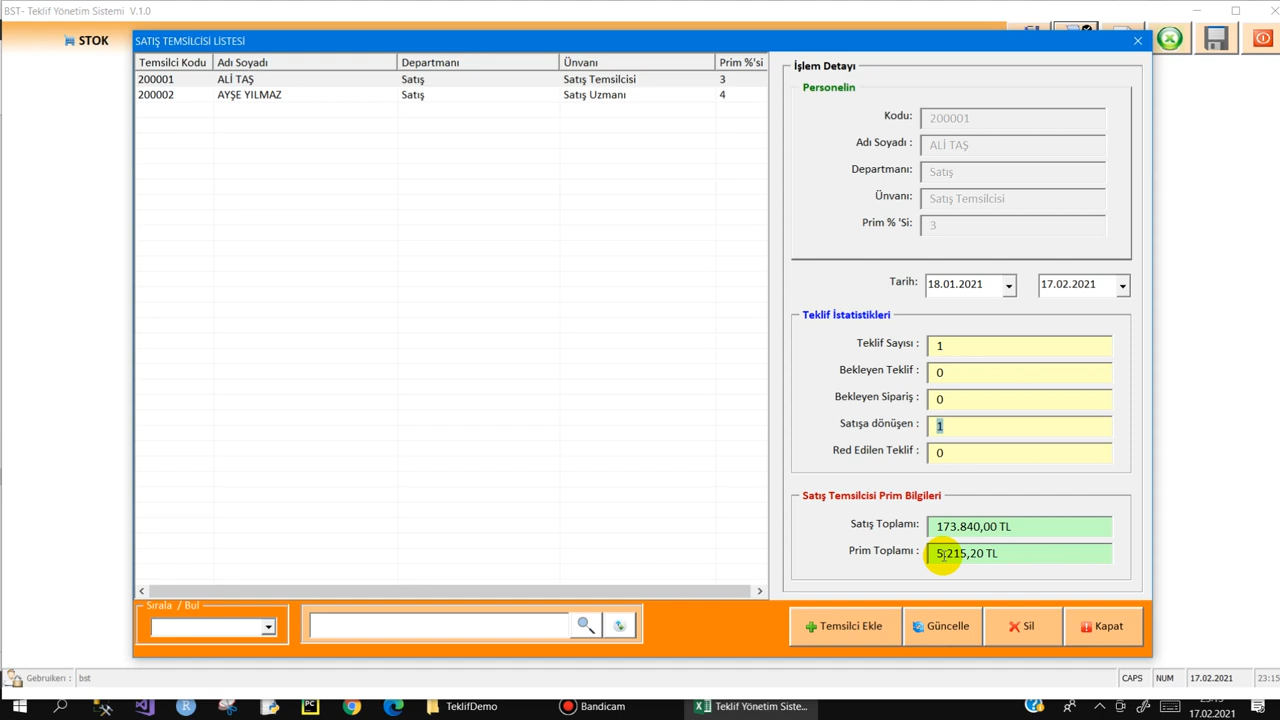 BST- Teklif Yönetim Sistemi V.1.0
STOK
SATIŞ TEMSİLCİSİ LİSTESİ
Temsilci Kodu Adı Soyadı Departmanı Ünvanı Prim %'si
200001 ALİ TAŞ Satış Satış Temsilcisi 3
200002 AYŞE YILMAZ Satış Satış Uzmanı 4
İşlem Detayı
Personelin
Kodu: 200001
Adı Soyadı : ALİ TAŞ
Departmanı: Satış
Ünvanı: Satış Temsilcisi
Prim % 'Si: 3
Tarih: 18.01.2021 17.02.2021
Teklif İstatistikleri
Teklif Sayısı : 1
Bekleyen Teklif : 0
Bekleyen Sipariş : 0
Satışa dönüşen : 1
Red Edilen Teklif : 0
Satış Temsilcisi Prim Bilgileri
Satış Toplamı: 173.840,00 TL
Prim Toplamı : 5.215,20 TL
Sırala / Bul
Temsilci Ekle Güncelle Sil Kapat
Gebruiken : bst CAPS NUM 17.02.2021 23:15
TeklifDemo Bandicam Teklif Yönetim Siste...
17.02.2021